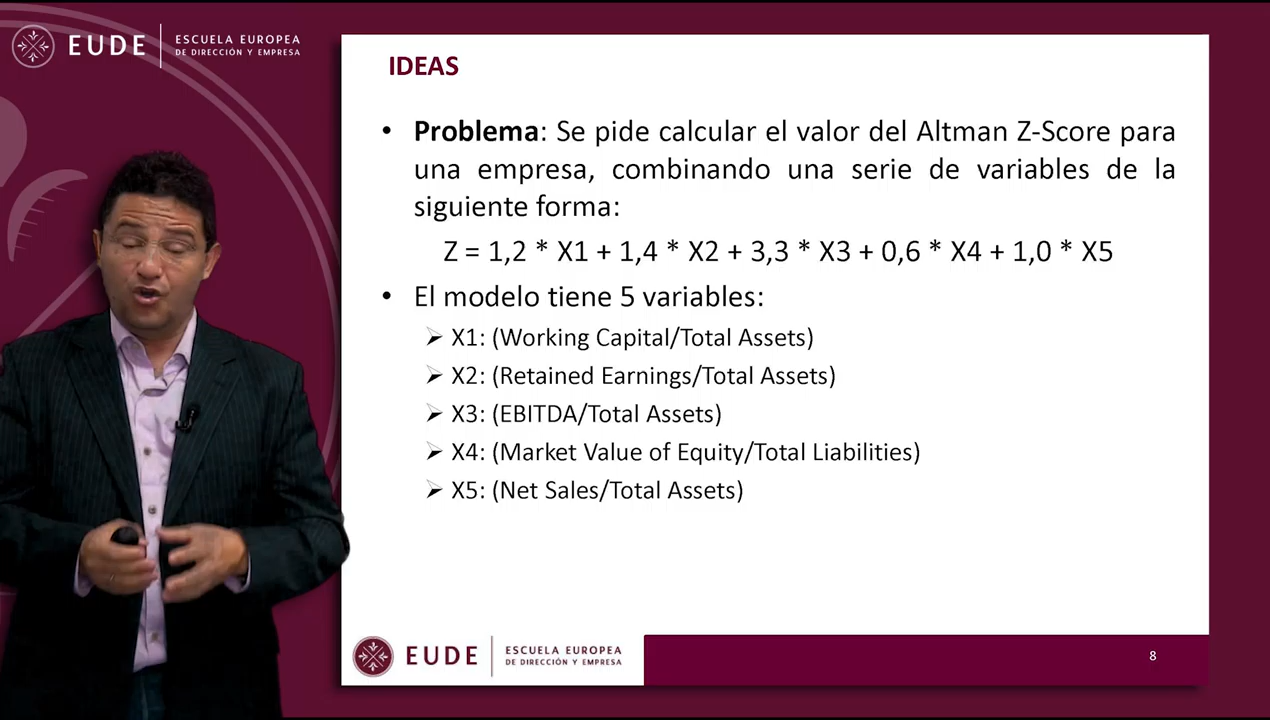 EUDE
ESCUELA EUROPEA
DE DIRECCIÓN Y EMPRESA
IDEAS
• Problema: Se pide calcular el valor del Altman Z-Score para
una empresa, combinando una serie de variables de la
siguiente forma:
Z = 1,2 * X1 + 1,4 * X2 + 3,3 * X3 + 0,6 * X4 + 1,0 * X5
• El modelo tiene 5 variables:
➢ X1: (Working Capital/Total Assets)
➢ X2: (Retained Earnings/Total Assets)
➢ X3: (EBITDA/Total Assets)
➢ X4: (Market Value of Equity/Total Liabilities)
➢ X5: (Net Sales/Total Assets)
EUDE
ESCUELA EUROPEA
DE DIRECCIÓN Y EMPRESA
8